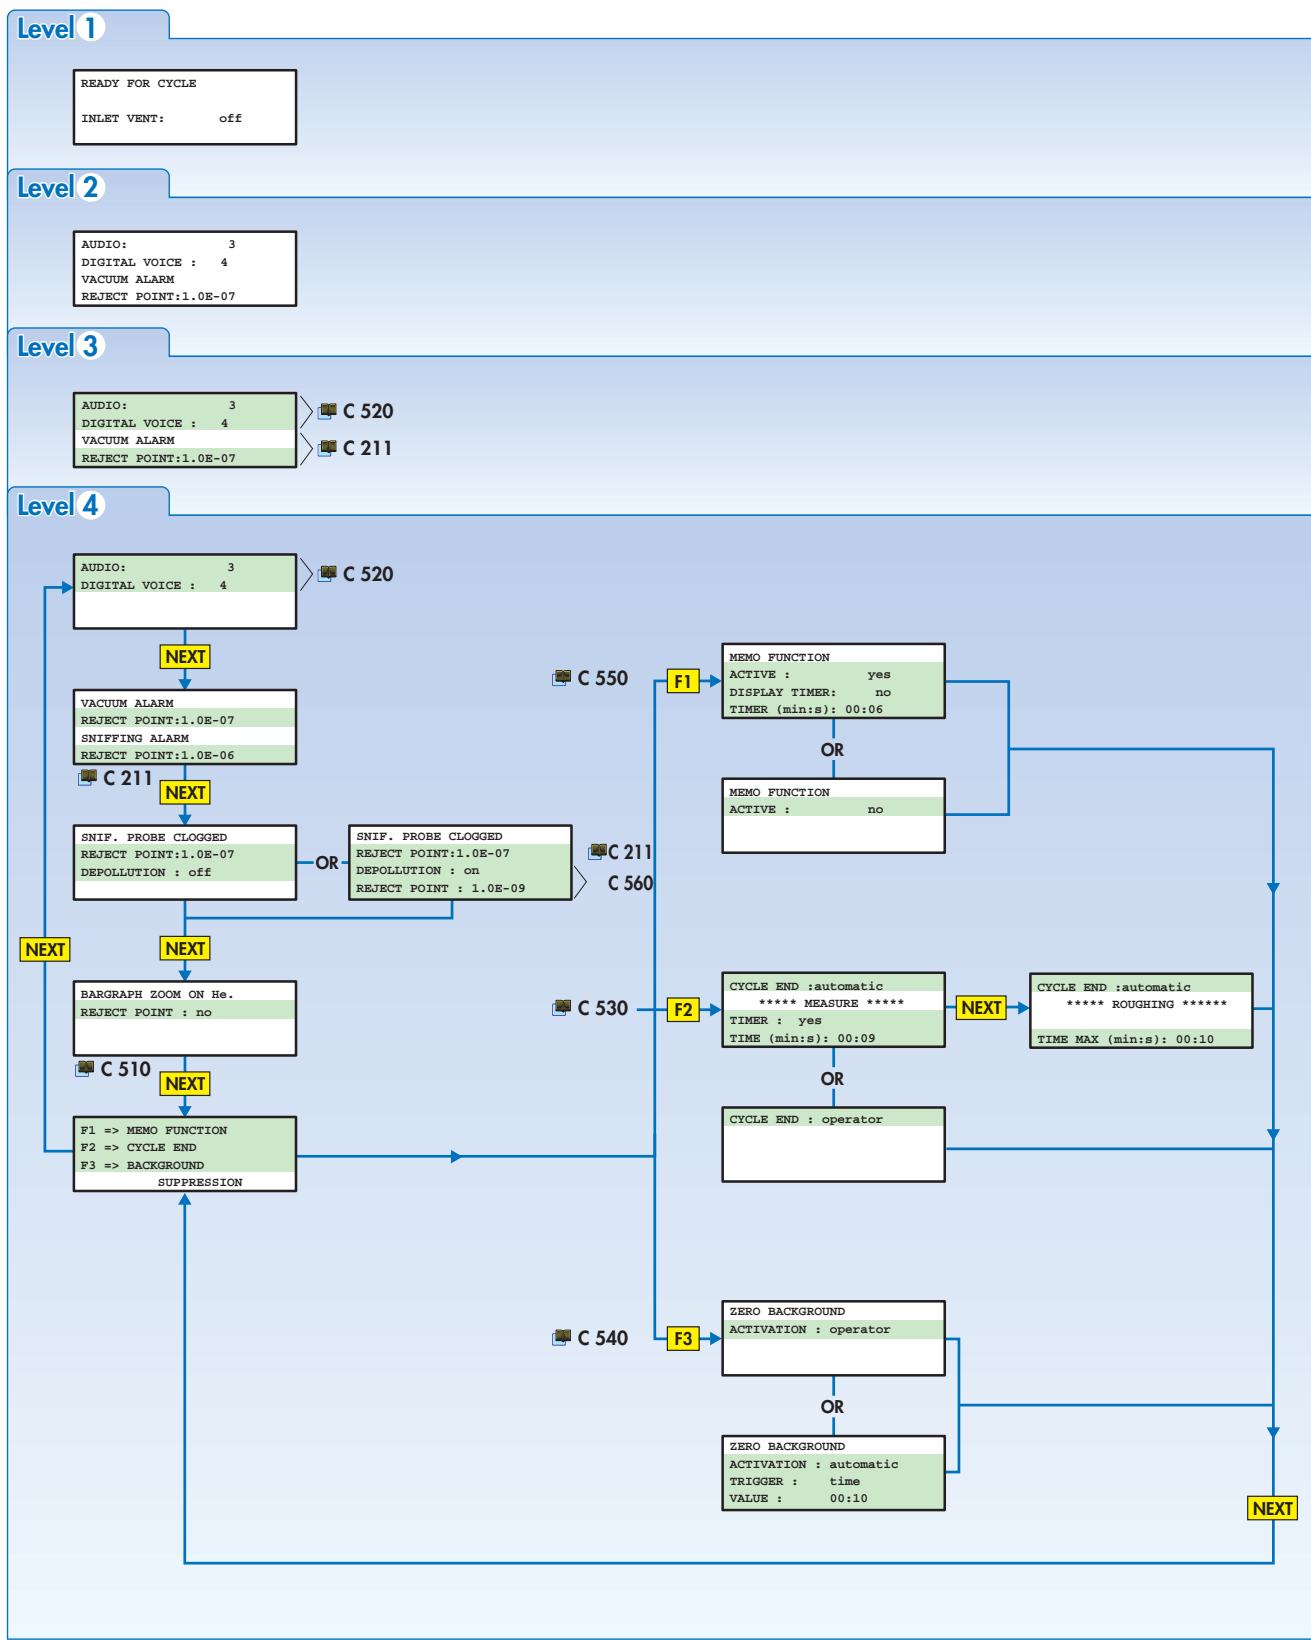 Level 1
READY FOR CYCLE
INLET VENT: off
Level 2
AUDIO: 3
DIGITAL VOICE : 4
VACUUM ALARM
REJECT POINT:1.0E-07
Level 3
AUDIO: 3
DIGITAL VOICE : 4
VACUUM ALARM
REJECT POINT:1.0E-07
C 520
C 211
Level 4
AUDIO: 3
DIGITAL VOICE : 4
C 520
NEXT
VACUUM ALARM
REJECT POINT:1.0E-07
SNIFFING ALARM
REJECT POINT:1.0E-06
C 211
NEXT
SNIF. PROBE CLOGGED
REJECT POINT:1.0E-07
DEPOLLUTION : off
OR
SNIF. PROBE CLOGGED
REJECT POINT:1.0E-07
DEPOLLUTION : on
REJECT POINT : 1.0E-09
C 211
C 560
NEXT
NEXT
BARGRAPH ZOOM ON He.
REJECT POINT : no
C 510
NEXT
F1 => MEMO FUNCTION
F2 => CYCLE END
F3 => BACKGROUND
SUPPRESSION
C 550
F1
MEMO FUNCTION
ACTIVE : yes
DISPLAY TIMER: no
TIMER (min:s): 00:06
OR
MEMO FUNCTION
ACTIVE : no
C 530
F2
CYCLE END :automatic
***** MEASURE *****
TIMER : yes
TIME (min:s): 00:09
NEXT
CYCLE END :automatic
***** ROUGHING ******
TIME MAX (min:s): 00:10
OR
CYCLE END : operator
C 540
F3
ZERO BACKGROUND
ACTIVATION : operator
OR
ZERO BACKGROUND
ACTIVATION : automatic
TRIGGER : time
VALUE : 00:10
NEXT